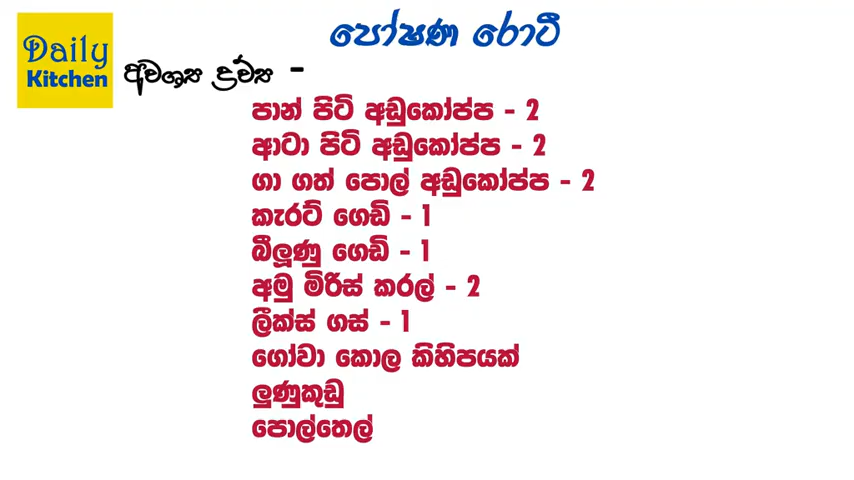 පෝෂණ රොටී
Daily
Kitchen
අවශ්‍ය ද්‍රව්‍ය -
පාන් පිටි අඩුකෝප්ප - 2
ආටා පිටි අඩුකෝප්ප - 2
ගා ගත් පොල් අඩුකෝප්ප - 2
කැරට් ගෙඩි - 1
බීලූණු ගෙඩි - 1
අමු මිරිස් කරල් - 2
ලීක්ස් ගස් - 1
ගෝවා කොල කිහිපයක්
ලුණුකුඩු
පොල්තෙල්